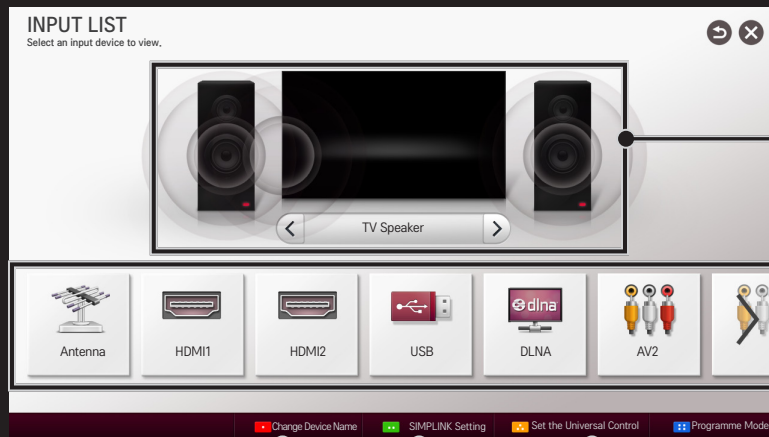 INPUT LIST
Select an input device to view.
TV Speaker
dlna
Antenna
HDMI1
HDMI2
USB
DLNA
AV2
Change Device Name
SIMPLINK Setting
Set the Universal Control
Programme Mode